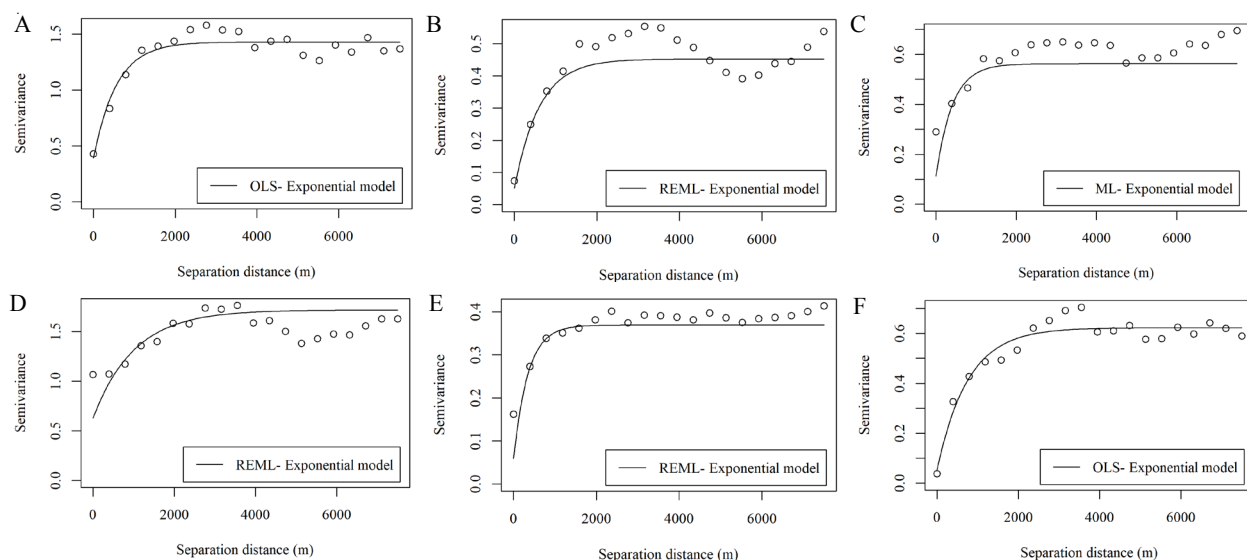 A
Semivariance
1.5
1.0
0.5
0.0
OLS- Exponential model
0 2000 4000 6000
Separation distance (m)
B
Semivariance
0.5
0.4
0.3
0.2
0.1
0.0
REML- Exponential model
0 2000 4000 6000
Separation distance (m)
C
Semivariance
0.6
0.4
0.2
0.0
ML- Exponential model
0 2000 4000 6000
Separation distance (m)
D
Semivariance
1.5
1.0
0.5
0.0
REML- Exponential model
0 2000 4000 6000
Separation distance (m)
E
Semivariance
0.4
0.3
0.2
0.1
0.0
REML- Exponential model
0 2000 4000 6000
Separation distance (m)
F
Semivariance
0.6
0.4
0.2
0.0
OLS- Exponential model
0 2000 4000 6000
Separation distance (m)